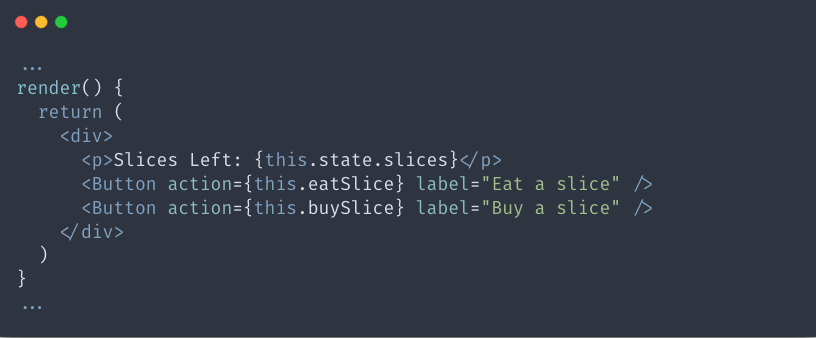 ...
render() {
  return (
    <div>
      <p>Slices Left: {this.state.slices}</p>
      <Button action={this.eatSlice} label="Eat a slice" />
      <Button action={this.buySlice} label="Buy a slice" />
    </div>
  )
}
...